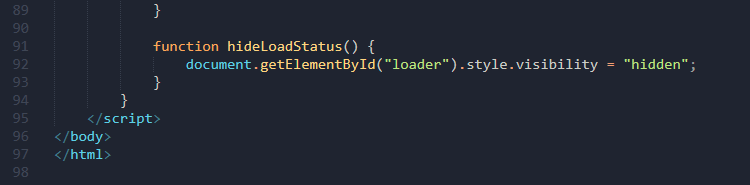 89 }
90
91 function hideLoadStatus() {
92 document.getElementById("loader").style.visibility = "hidden";
93 }
94 }
95 </script>
96 </body>
97 </html>
98